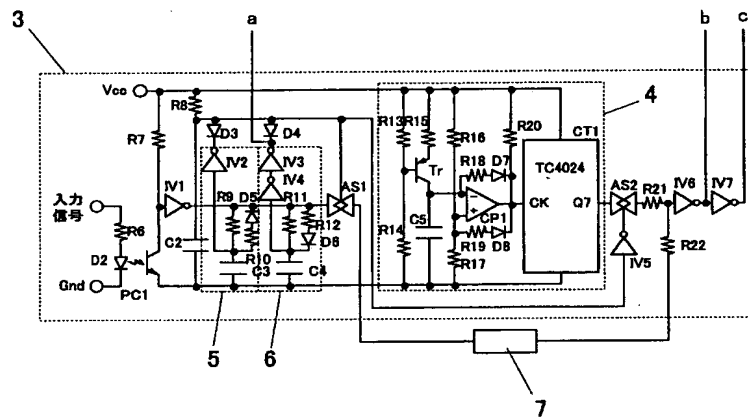 3
a
b
c
Vcc
R8
D3
D4
R13
R15
R16
R20
4
CT1
R7
IV2
IV3
R18
D7
Tr
TC4024
入力
信号
IV1
R9
D5
IV4
R11
AS1
CK
Q7
AS2
R21
IV6
IV7
R6
R12
C5
CP1
D2
C2
R10
D6
R14
R19
D8
R22
C3
C4
R17
IV5
Gnd
PC1
5
6
7